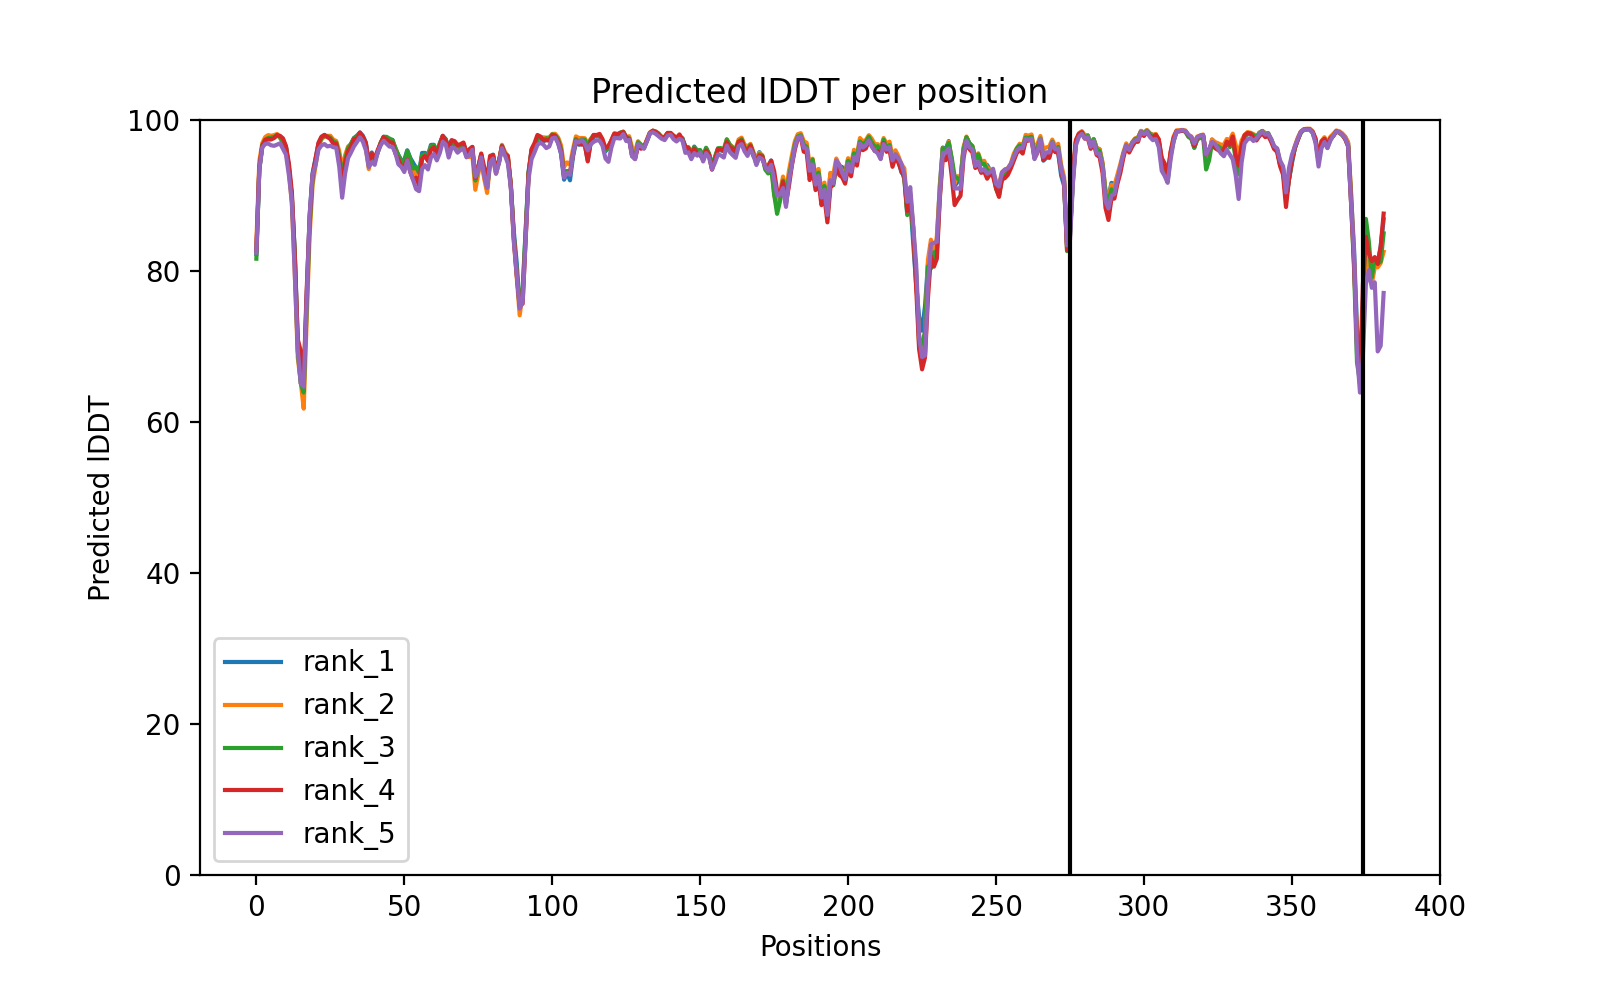 Predicted lDDT per position
100
80
60
40
20
0
Predicted lDDT
rank_1
rank_2
rank_3
rank_4
rank_5
0 50 100 150 200 250 300 350 400
Positions